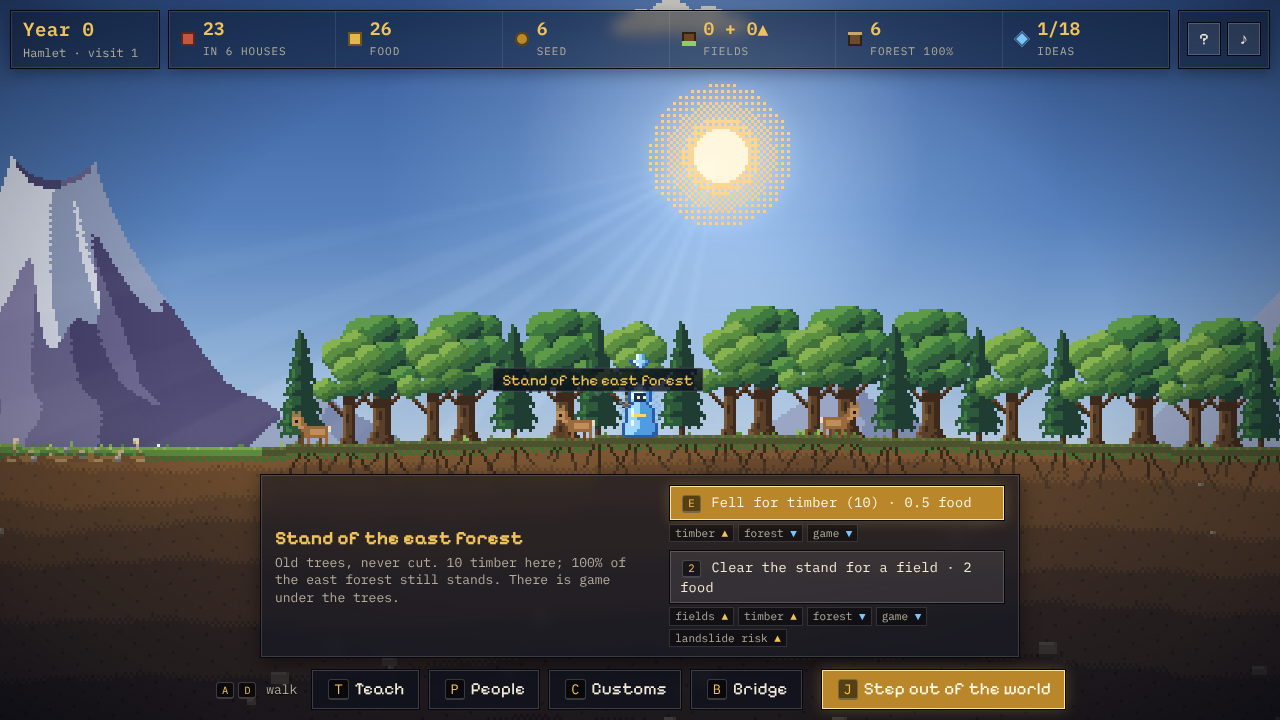 Year 0
Hamlet · visit 1
23
IN 6 HOUSES
26
FOOD
6
SEED
0 + 0▲
FIELDS
6
FOREST 100%
1/18
IDEAS
?
♪
Stand of the east forest
Stand of the east forest
Old trees, never cut. 10 timber here; 100% of
the east forest still stands. There is game
under the trees.
E Fell for timber (10) · 0.5 food
timber ▲ forest ▼ game ▼
2 Clear the stand for a field · 2
food
fields ▲ timber ▲ forest ▼ game ▼
landslide risk ▲
A D walk
T Teach
P People
C Customs
B Bridge
J Step out of the world